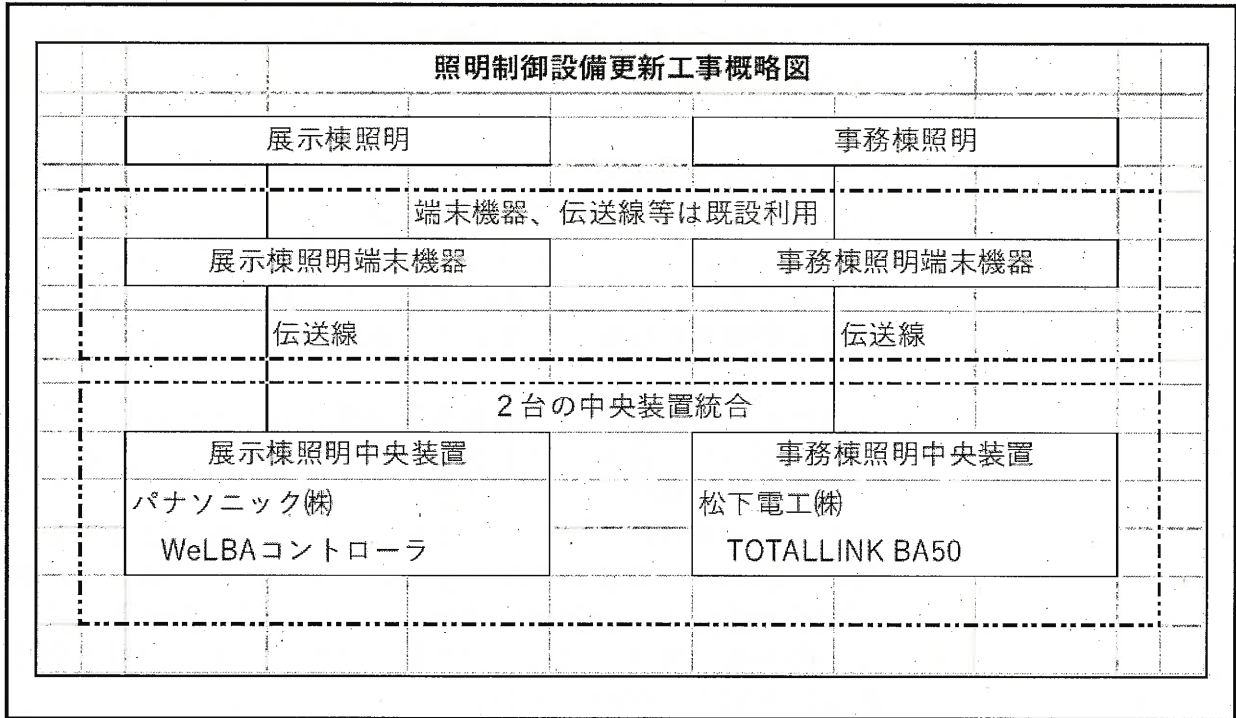 照明制御設備更新工事概略図
展示棟照明
事務棟照明
端末機器、伝送線等は既設利用
展示棟照明端末機器
事務棟照明端末機器
伝送線
伝送線
2台の中央装置統合
展示棟照明中央装置
パナソニック㈱
WeLBAコントローラ
事務棟照明中央装置
松下電工㈱
TOTALLINK BA50